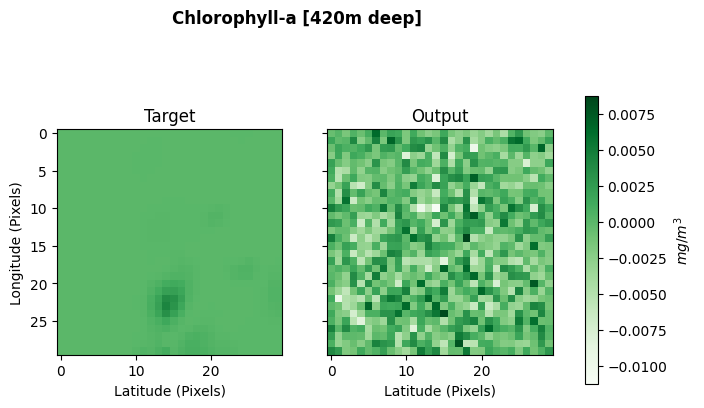 Chlorophyll-a [420m deep]
Target
Output
0
5
10
15
20
25
Longitude (Pixels)
0
10
20
Latitude (Pixels)
0
10
20
Latitude (Pixels)
0.0075
0.0050
0.0025
0.0000
−0.0025
−0.0050
−0.0075
−0.0100
mg/m³